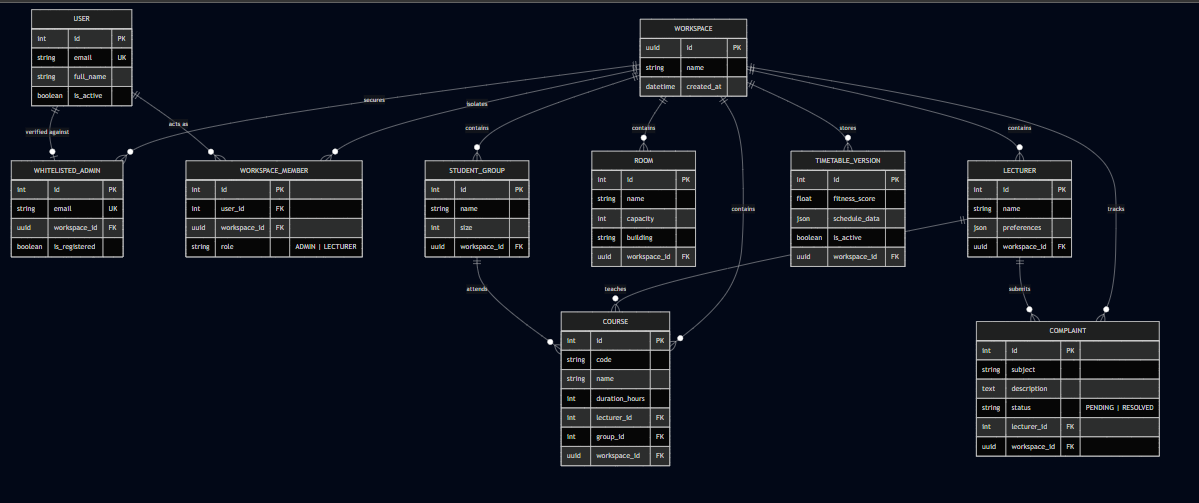 USER
int id PK
string email UK
string full_name
boolean is_active
WORKSPACE
uuid id PK
string name
datetime created_at
secures
isolates
acts as
verified against
contains
contains
stores
contains
contains
tracks
WHITELISTED_ADMIN
int id PK
string email UK
uuid workspace_id FK
boolean is_registered
WORKSPACE_MEMBER
int id PK
int user_id FK
uuid workspace_id FK
string role ADMIN | LECTURER
STUDENT_GROUP
int id PK
string name
int size
uuid workspace_id FK
ROOM
int id PK
string name
int capacity
string building
uuid workspace_id FK
TIMETABLE_VERSION
int id PK
float fitness_score
json schedule_data
boolean is_active
uuid workspace_id FK
LECTURER
int id PK
string name
json preferences
uuid workspace_id FK
attends
teaches
submits
COURSE
int id PK
string code
string name
int duration_hours
int lecturer_id FK
int group_id FK
uuid workspace_id FK
COMPLAINT
int id PK
string subject
text description
string status PENDING | RESOLVED
int lecturer_id FK
uuid workspace_id FK